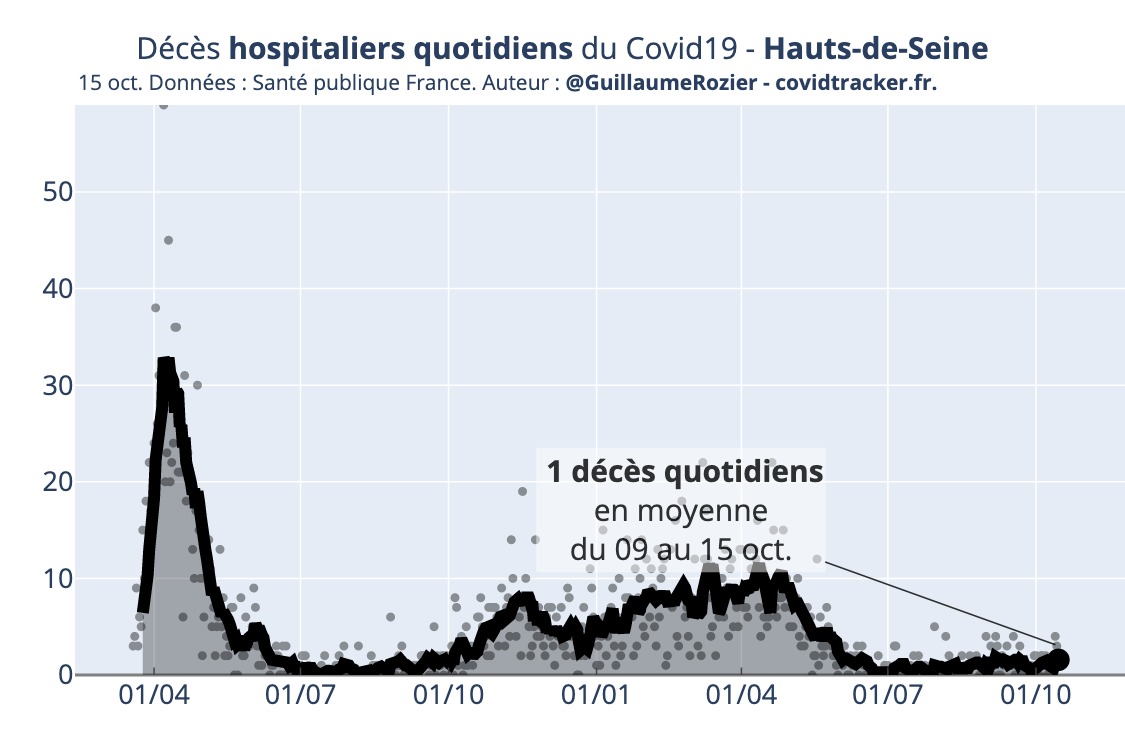 Décès hospitaliers quotidiens du Covid19 - Hauts-de-Seine
15 oct. Données : Santé publique France. Auteur : @GuillaumeRozier - covidtracker.fr.
50
40
30
20
10
0
1 décès quotidiens
en moyenne
du 09 au 15 oct.
01/04 01/07 01/10 01/01 01/04 01/07 01/10